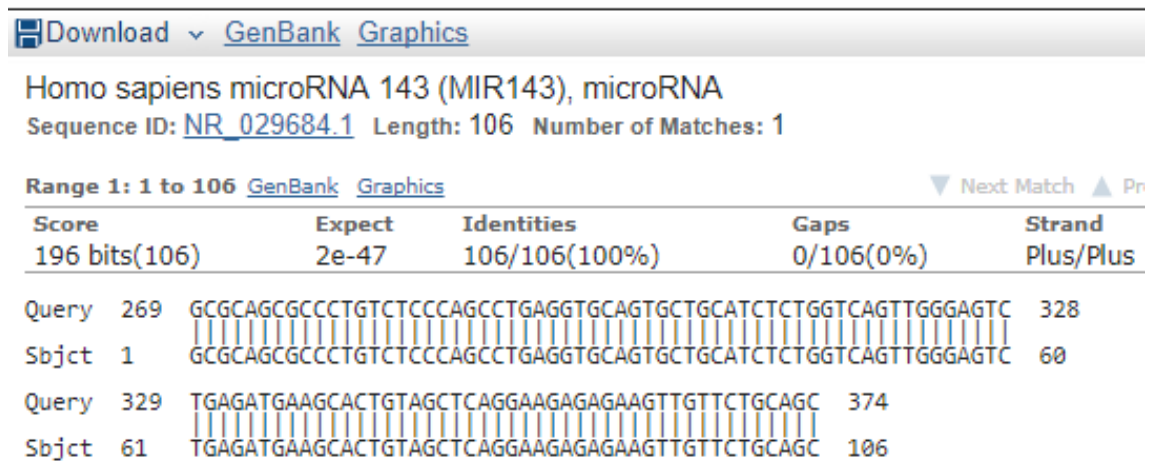 Download GenBank Graphics
Homo sapiens microRNA 143 (MIR143), microRNA
Sequence ID: NR_029684.1 Length: 106 Number of Matches: 1
Range 1: 1 to 106 GenBank Graphics Next Match
Score Expect Identities Gaps Strand
196 bits(106) 2e-47 106/106(100%) 0/106(0%) Plus/Plus
Query 269 GCGCAGCGCCCTGTCTCCCAGCCTGAGGTGCAGTGCTGCATCTCTGGTCAGTTGGGAGTC 328
Sbjct 1 GCGCAGCGCCCTGTCTCCCAGCCTGAGGTGCAGTGCTGCATCTCTGGTCAGTTGGGAGTC 60
Query 329 TGAGATGAAGCACTGTAGCTCAGGAAGAGAGAAGTTGTTCTGCAGC 374
Sbjct 61 TGAGATGAAGCACTGTAGCTCAGGAAGAGAGAAGTTGTTCTGCAGC 106